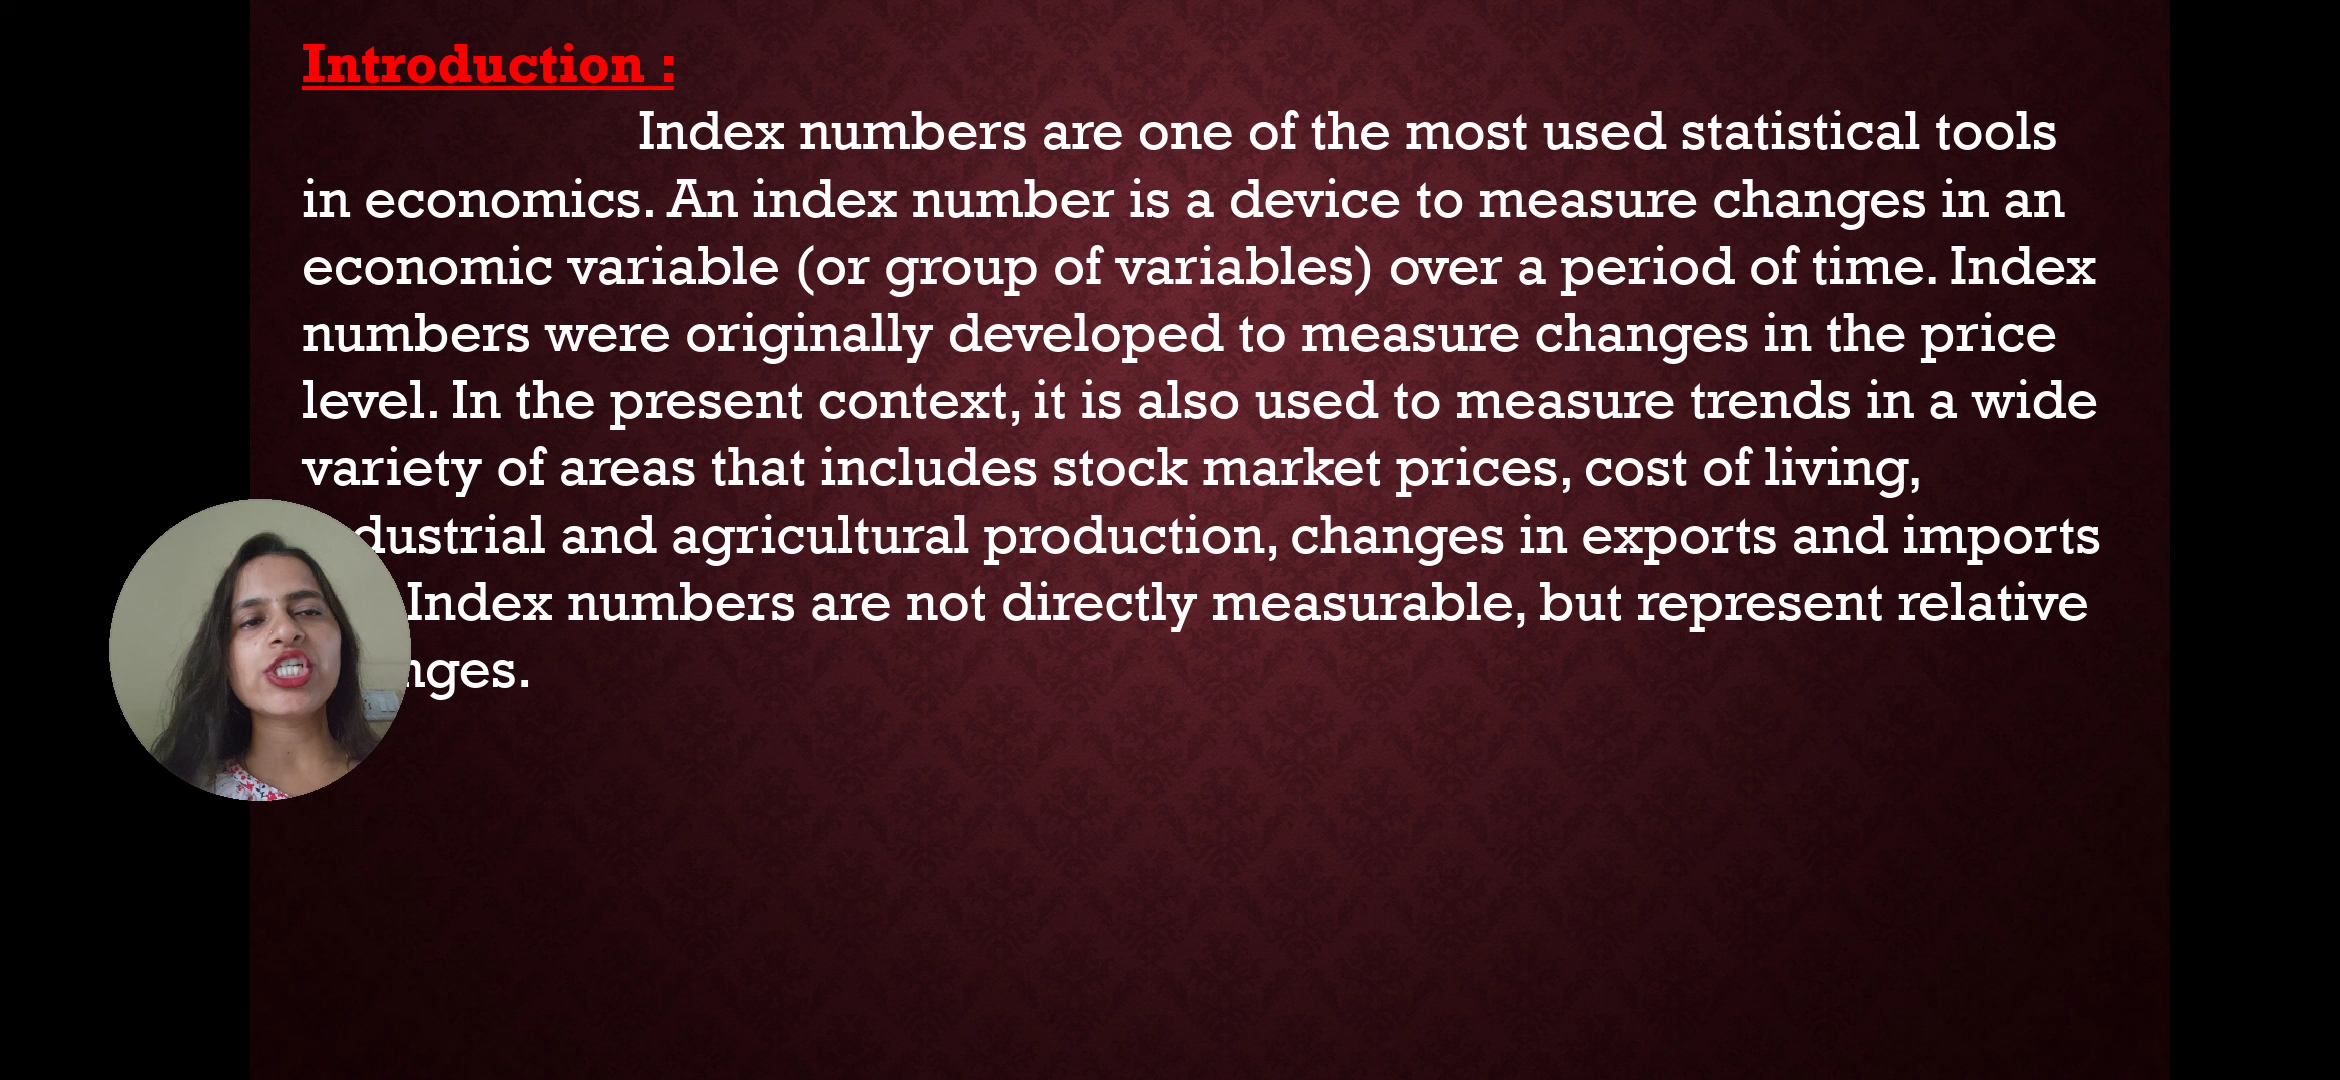 Introduction :
Index numbers are one of the most used statistical tools
in economics. An index number is a device to measure changes in an
economic variable (or group of variables) over a period of time. Index
numbers were originally developed to measure changes in the price
level. In the present context, it is also used to measure trends in a wide
variety of areas that includes stock market prices, cost of living,
dustrial and agricultural production, changes in exports and imports
Index numbers are not directly measurable, but represent relative
nges.